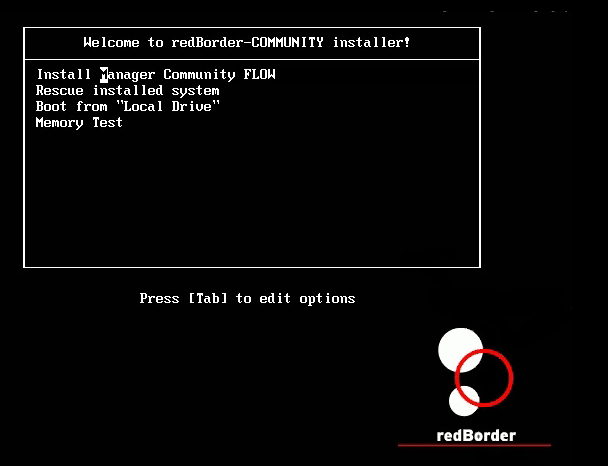 Welcome to redBorder-COMMUNITY installer!
Install Manager Community FLOW
Rescue installed system
Boot from "Local Drive"
Memory Test
Press [Tab] to edit options
redBorder